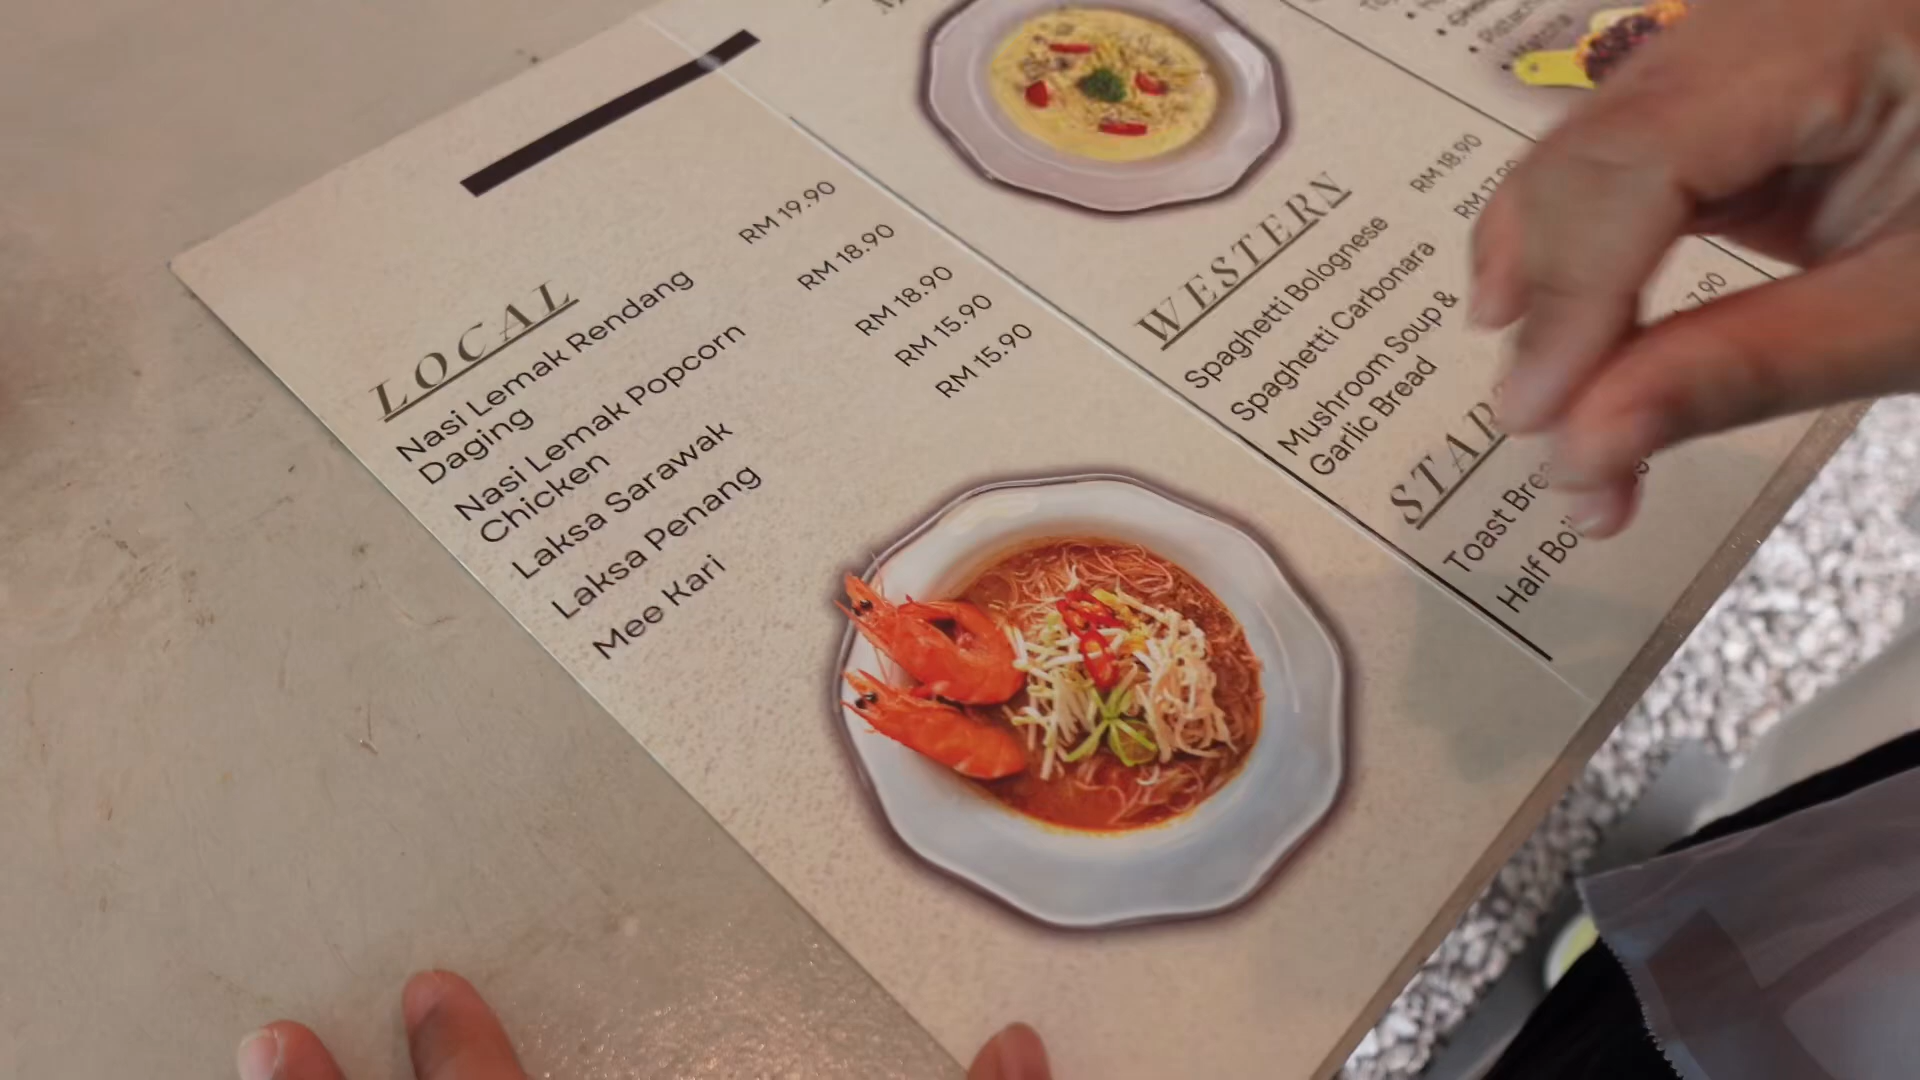 LOCAL
Nasi Lemak Rendang
Daging
RM 19.90
Nasi Lemak Popcorn
Chicken
RM 18.90
Laksa Sarawak
RM 18.90
Laksa Penang
RM 15.90
Mee Kari
RM 15.90
WESTERN
Spaghetti Bolognese
RM 18.90
Spaghetti Carbonara
Mushroom Soup &
Garlic Bread
Toast
Half
Matcha